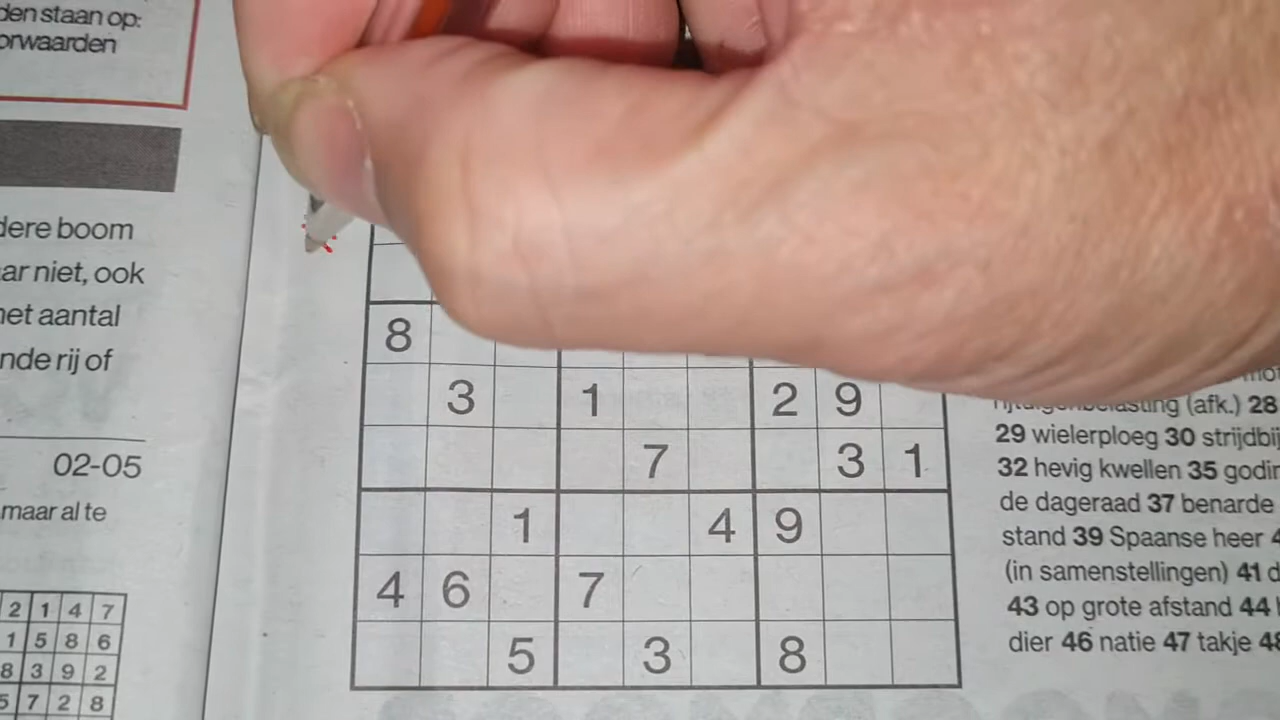 den staan op:
orwaarden
dere boom
ar niet, ook
net aantal
nde rij of
02-05
maar al te
2 1 4 7
1 5 8 6
8 3 9 2
5 7 2 8
8
3 1 2 9
7 3 1
1 4 9
4 6 7
5 3 8
(afk.) 28
29 wielerploeg 30 strijdbij
32 hevig kwellen 35 godin
de dageraad 37 benarde
stand 39 Spaanse heer 4
(in samenstellingen) 41 d
43 op grote afstand 44
dier 46 natie 47 takje 48